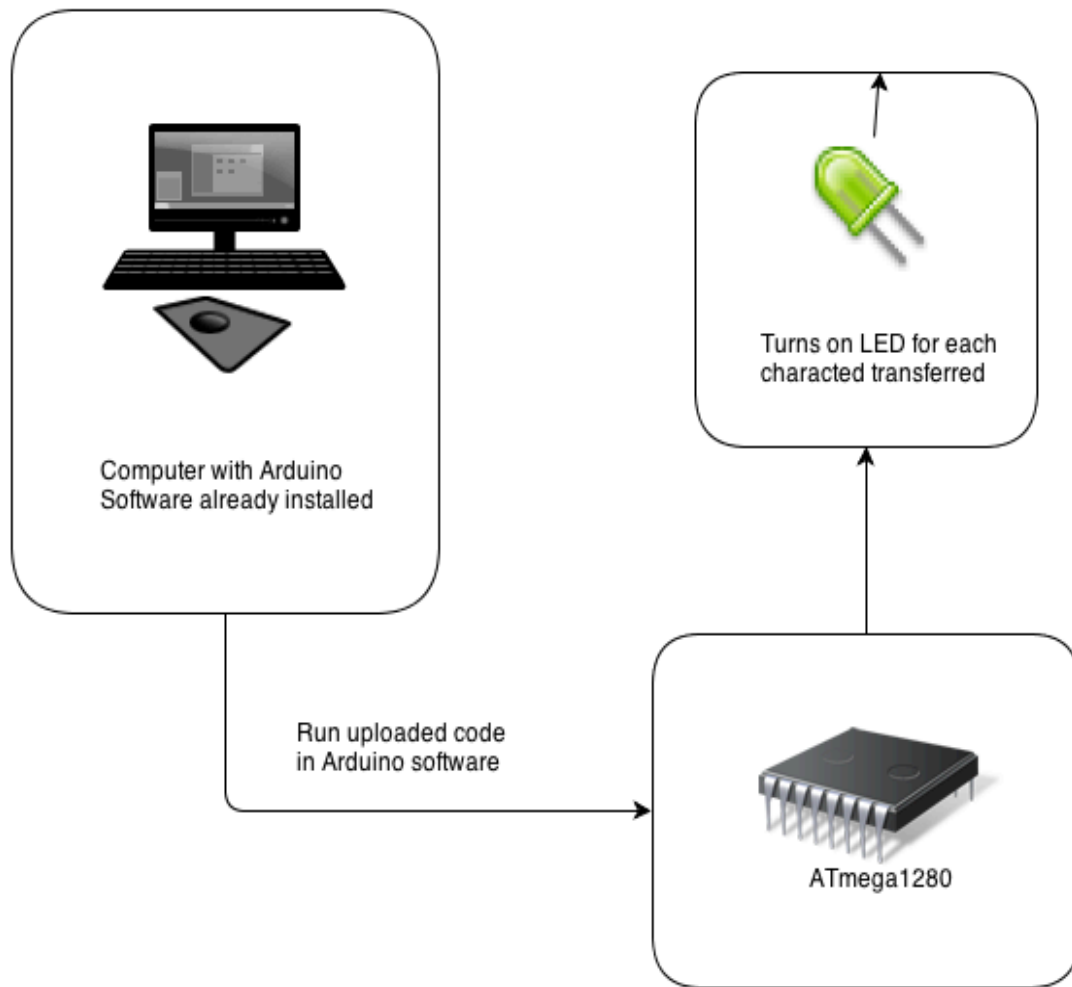 Computer with Arduino
Software already installed
Turns on LED for each
characted transferred
Run uploaded code
in Arduino software
ATmega1280